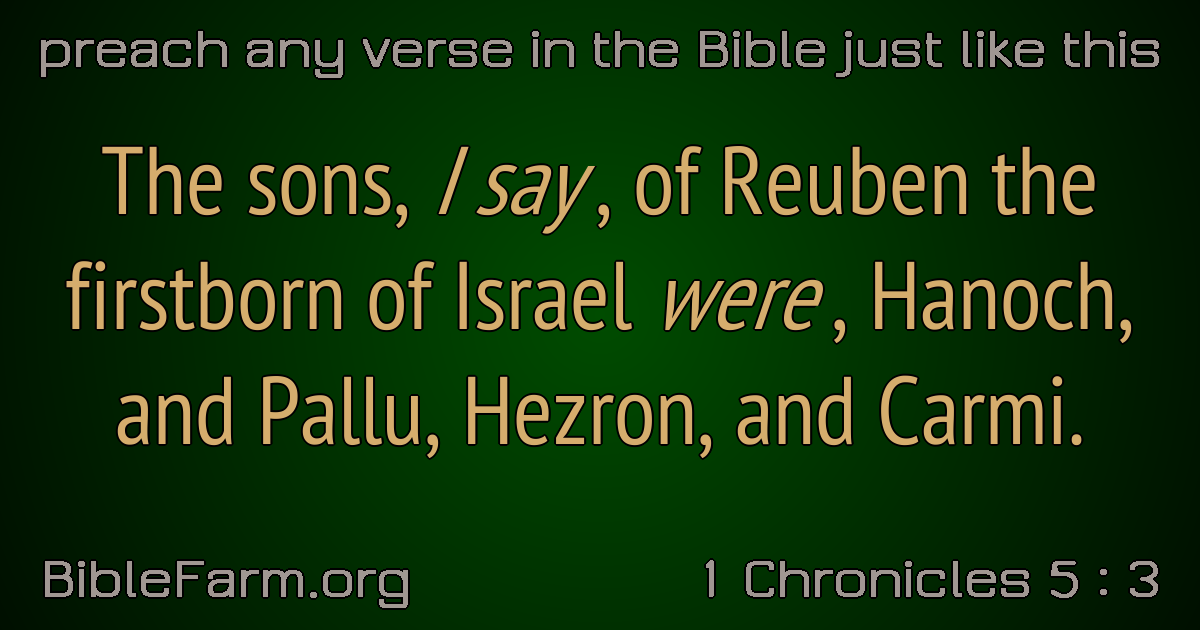 preach any verse in the Bible just like this
The sons, I say , of Reuben the
firstborn of Israel were , Hanoch,
and Pallu, Hezron, and Carmi.
BibleFarm.org
1 Chronicles 5 : 3